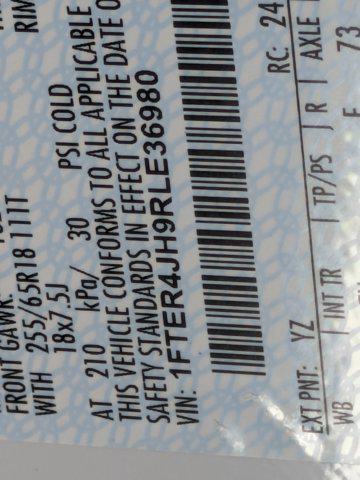 RIM
FRONT GAWR
WITH 255/65R18 111T
18x7.5J
AT 210 kPa/ 30 PSI COLD
THIS VEHICLE CONFORMS TO ALL APPLICABLE
SAFETY STANDARDS IN EFFECT ON THE DATE O
VIN: 1FTER4JH9RLE36980
EXT PNT: YZ RC: 24
WB INT TR TP/PS R AXLE
73